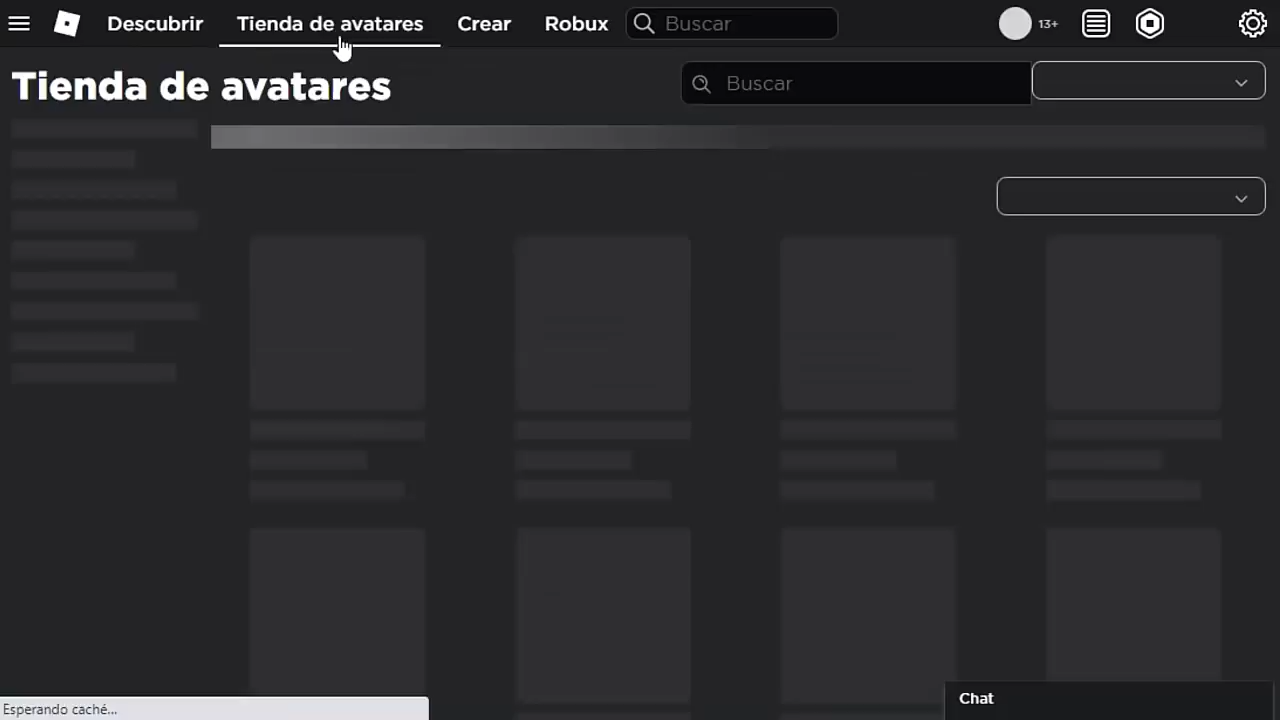 Descubrir Tienda de avatares Crear Robux Buscar 13+
Tienda de avatares Buscar
Esperando caché...
Chat